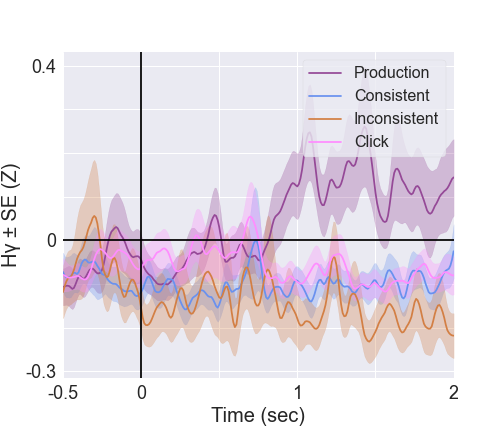 Hγ ± SE (Z)
0.4
0
-0.3
Production
Consistent
Inconsistent
Click
-0.5
0
1
2
Time (sec)